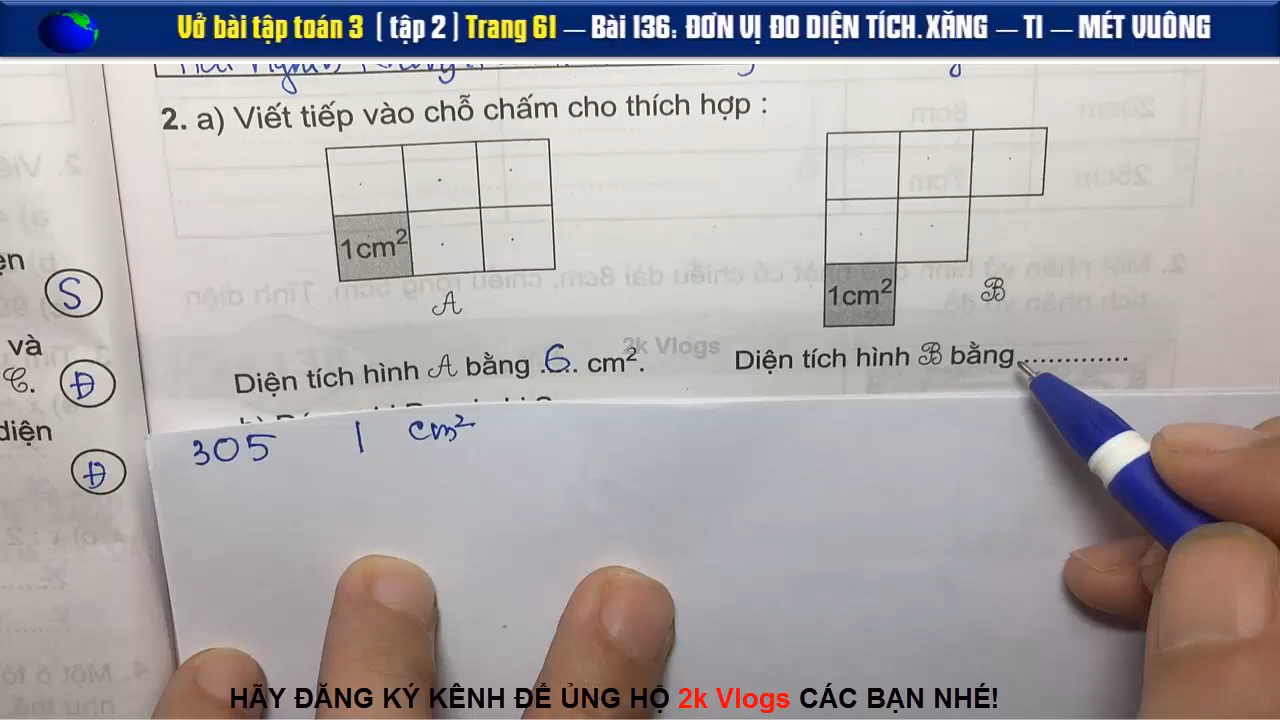 Vở bài tập toán 3 ( tập 2 ) Trang 61 – Bài 136: ĐƠN VỊ ĐO DIỆN TÍCH. XĂNG – TI – MÉT VUÔNG
2. a) Viết tiếp vào chỗ chấm cho thích hợp :
1cm²
A
1cm²
B
Diện tích hình A bằng .6. cm².
Diện tích hình B bằng..............
2k Vlogs
S
và
C. Đ
diện
Đ
305 1 cm²
HÃY ĐĂNG KÝ KÊNH ĐỂ ỦNG HỘ 2k Vlogs CÁC BẠN NHÉ!